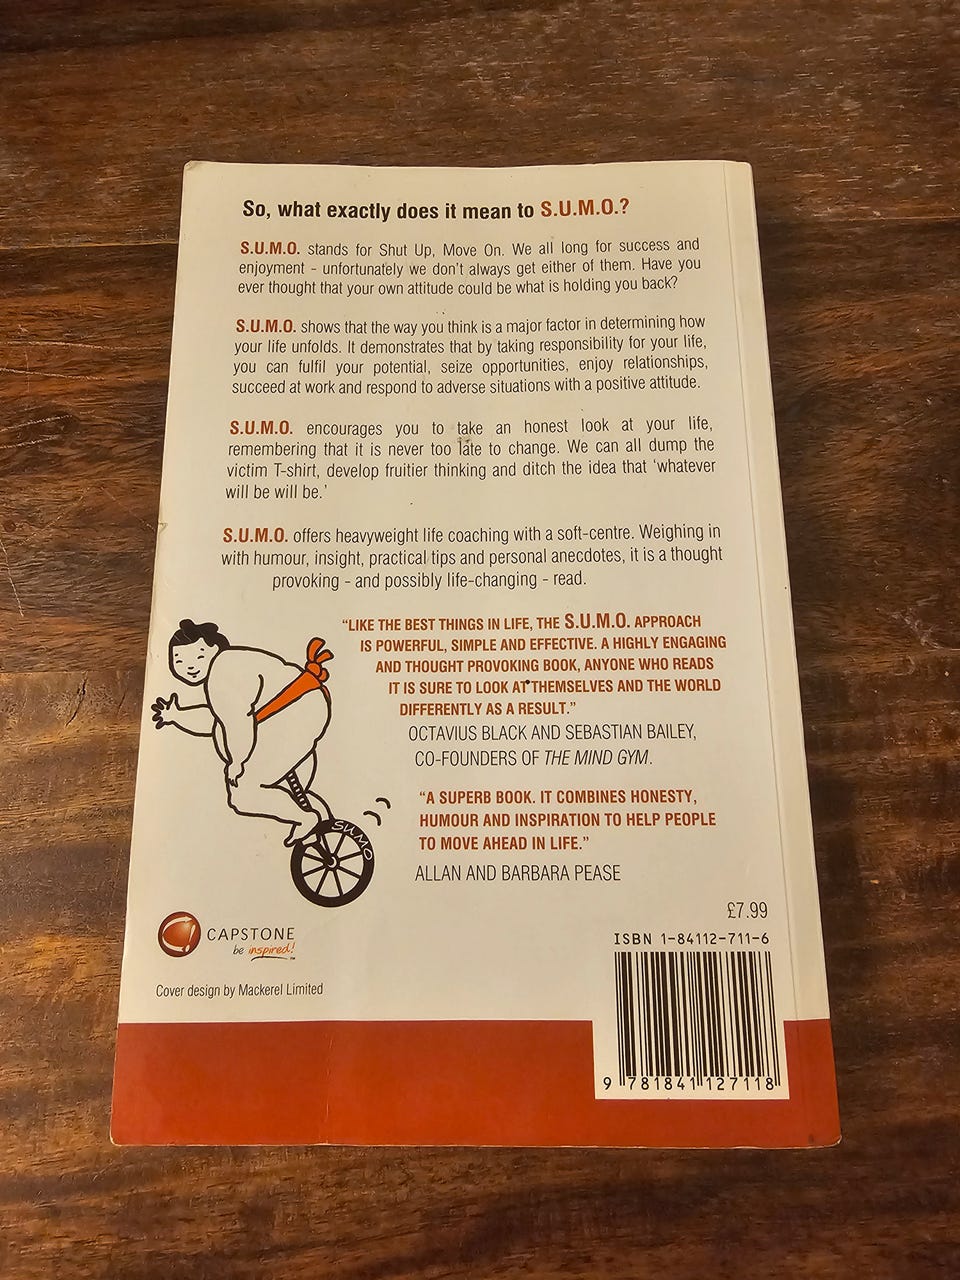 So, what exactly does it mean to S.U.M.O.?
S.U.M.O. stands for Shut Up, Move On. We all long for success and
enjoyment - unfortunately we don't always get either of them. Have you
ever thought that your own attitude could be what is holding you back?
S.U.M.O. shows that the way you think is a major factor in determining how
your life unfolds. It demonstrates that by taking responsibility for your life,
you can fulfil your potential, seize opportunities, enjoy relationships,
succeed at work and respond to adverse situations with a positive attitude.
S.U.M.O. encourages you to take an honest look at your life,
remembering that it is never too late to change. We can all dump the
victim T-shirt, develop fruitier thinking and ditch the idea that 'whatever
will be will be.'
S.U.M.O. offers heavyweight life coaching with a soft-centre. Weighing in
with humour, insight, practical tips and personal anecdotes, it is a thought
provoking - and possibly life-changing - read.
"LIKE THE BEST THINGS IN LIFE, THE S.U.M.O. APPROACH
IS POWERFUL, SIMPLE AND EFFECTIVE. A HIGHLY ENGAGING
AND THOUGHT PROVOKING BOOK, ANYONE WHO READS
IT IS SURE TO LOOK AT THEMSELVES AND THE WORLD
DIFFERENTLY AS A RESULT."
OCTAVIUS BLACK AND SEBASTIAN BAILEY,
CO-FOUNDERS OF THE MIND GYM.
"A SUPERB BOOK. IT COMBINES HONESTY,
HUMOUR AND INSPIRATION TO HELP PEOPLE
TO MOVE AHEAD IN LIFE."
ALLAN AND BARBARA PEASE
SUMO
£7.99
CAPSTONE
be inspired!™
Cover design by Mackerel Limited
ISBN 1-84112-711-6
9 781841 127118